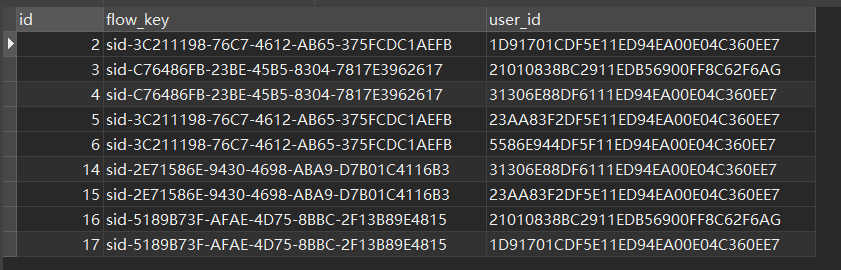 id flow_key user_id
2 sid-3C211198-76C7-4612-AB65-375FCDC1AEFB 1D91701CDF5E11ED94EA00E04C360EE7
3 sid-C76486FB-23BE-45B5-8304-7817E3962617 21010838BC2911EDB56900FF8C62F6AG
4 sid-C76486FB-23BE-45B5-8304-7817E3962617 31306E88DF6111ED94EA00E04C360EE7
5 sid-3C211198-76C7-4612-AB65-375FCDC1AEFB 23AA83F2DF5E11ED94EA00E04C360EE7
6 sid-3C211198-76C7-4612-AB65-375FCDC1AEFB 5586E944DF5F11ED94EA00E04C360EE7
14 sid-2E71586E-9430-4698-ABA9-D7B01C4116B3 31306E88DF6111ED94EA00E04C360EE7
15 sid-2E71586E-9430-4698-ABA9-D7B01C4116B3 23AA83F2DF5E11ED94EA00E04C360EE7
16 sid-5189B73F-AFAE-4D75-8BBC-2F13B89E4815 21010838BC2911EDB56900FF8C62F6AG
17 sid-5189B73F-AFAE-4D75-8BBC-2F13B89E4815 1D91701CDF5E11ED94EA00E04C360EE7